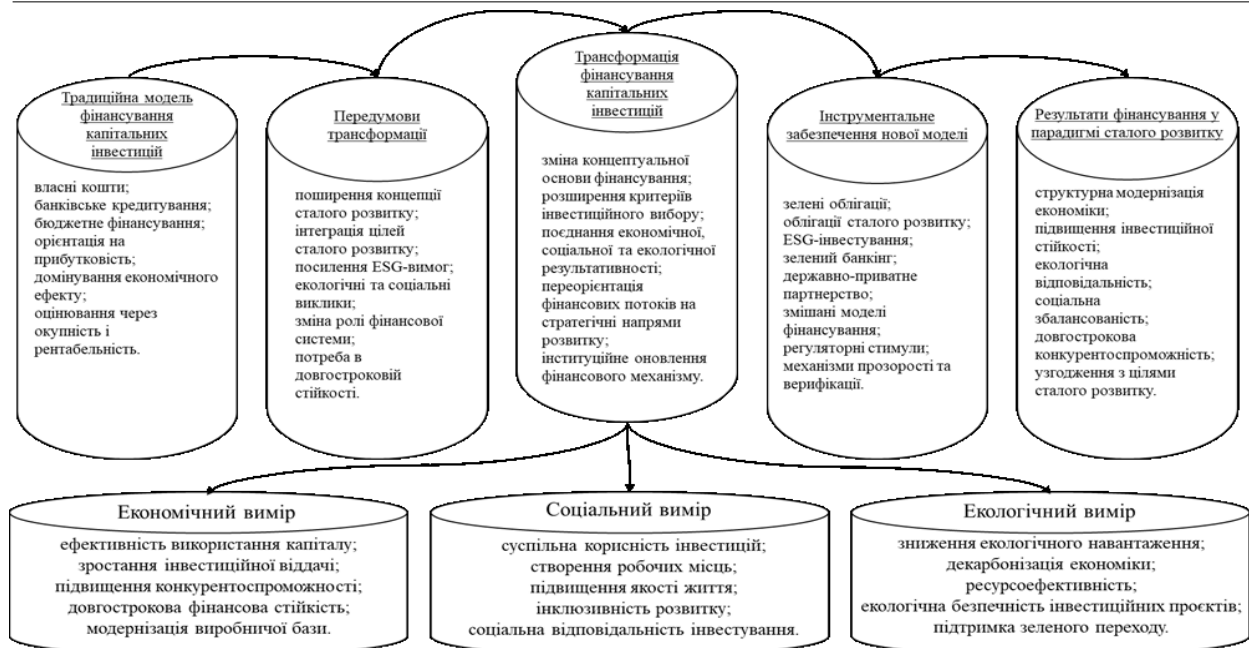 Традиційна модель
фінансування
капітальних
інвестицій
власні кошти;
банківське кредитування;
бюджетне фінансування;
орієнтація на
прибутковість;
домінування економічного
ефекту;
оцінювання через
окупність і
рентабельність.
Передумови
трансформації
поширення концепції
сталого розвитку;
інтеграція цілей
сталого розвитку;
посилення ESG-вимог;
екологічні та соціальні
виклики;
зміна ролі фінансової
системи;
потреба в
довгостроковій
стійкості.
Трансформація
фінансування
капітальних
інвестицій
зміна концептуальної
основи фінансування;
розширення критеріїв
інвестиційного вибору;
поєднання економічної,
соціальної та екологічної
результативності;
переорієнтація
фінансових потоків на
стратегічні напрями
розвитку;
інституційне оновлення
фінансового механізму.
Інструментальне
забезпечення нової моделі
зелені облігації;
облігації сталого розвитку;
ESG-інвестування;
зелений банкінг;
державно-приватне
партнерство;
змішані моделі
фінансування;
регуляторні стимули;
механізми прозорості та
верифікації.
Результати фінансування у
парадигмі сталого розвитку
структурна модернізація
економіки;
підвищення інвестиційної
стійкості;
екологічна
відповідальність;
соціальна
збалансованість;
довгострокова
конкурентоспроможність;
узгодження з цілями
сталого розвитку.
Економічний вимір
ефективність використання капіталу;
зростання інвестиційної віддачі;
підвищення конкурентоспроможності;
довгострокова фінансова стійкість;
модернізація виробничої бази.
Соціальний вимір
суспільна корисність інвестицій;
створення робочих місць;
підвищення якості життя;
інклюзивність розвитку;
соціальна відповідальність інвестування.
Екологічний вимір
зниження екологічного навантаження;
декарбонізація економіки;
ресурсоефективність;
екологічна безпечність інвестиційних проєктів;
підтримка зеленого переходу.